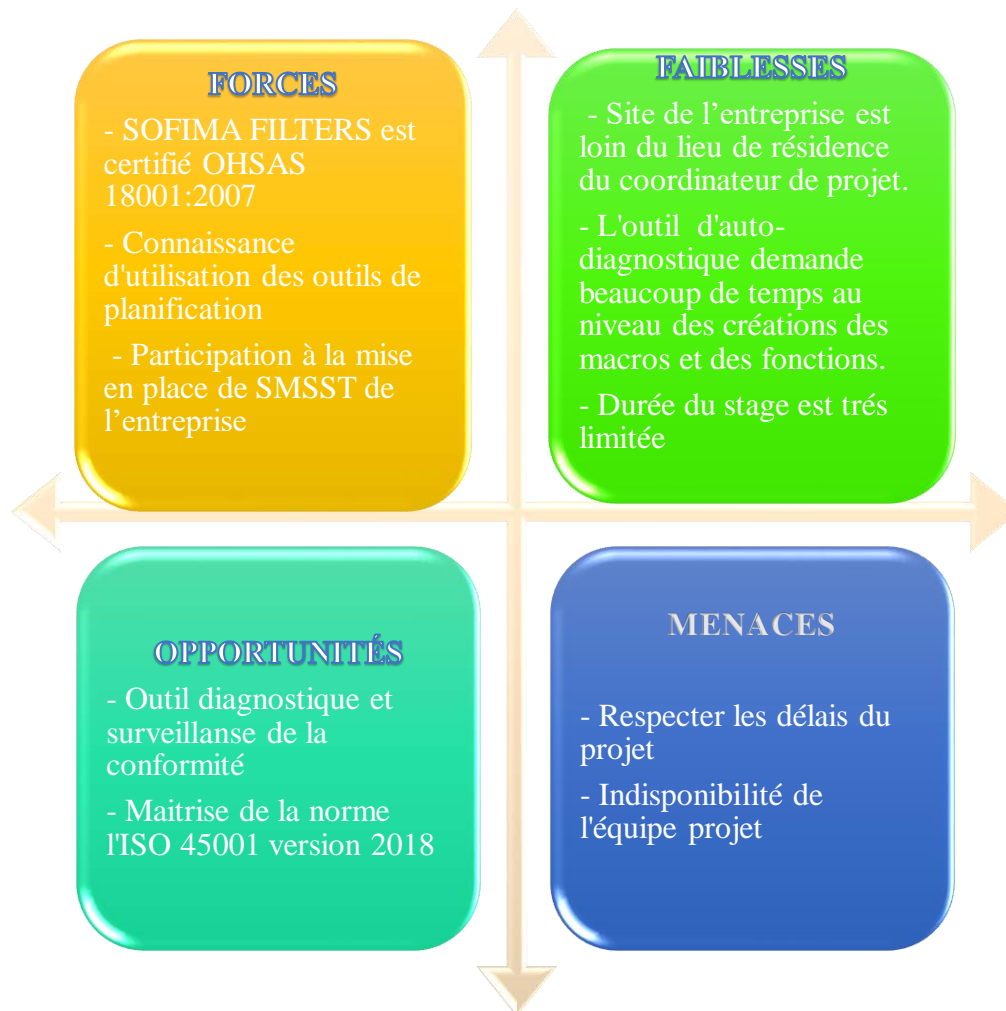 FORCES
- SOFIMA FILTERS est
certifié OHSAS
18001:2007
- Connaissance
d'utilisation des outils de
planification
- Participation à la mise
en place de SMSST de
l’entreprise
FAIBLESSES
- Site de l’entreprise est
loin du lieu de résidence
du coordinateur de projet.
- L'outil d'auto-
diagnostique demande
beaucoup de temps au
niveau des créations des
macros et des fonctions.
- Durée du stage est trés
limitée
OPPORTUNITÉS
- Outil diagnostique et
surveillanse de la
conformité
- Maitrise de la norme
l'ISO 45001 version 2018
MENACES
- Respecter les délais du
projet
- Indisponibilité de
l'équipe projet